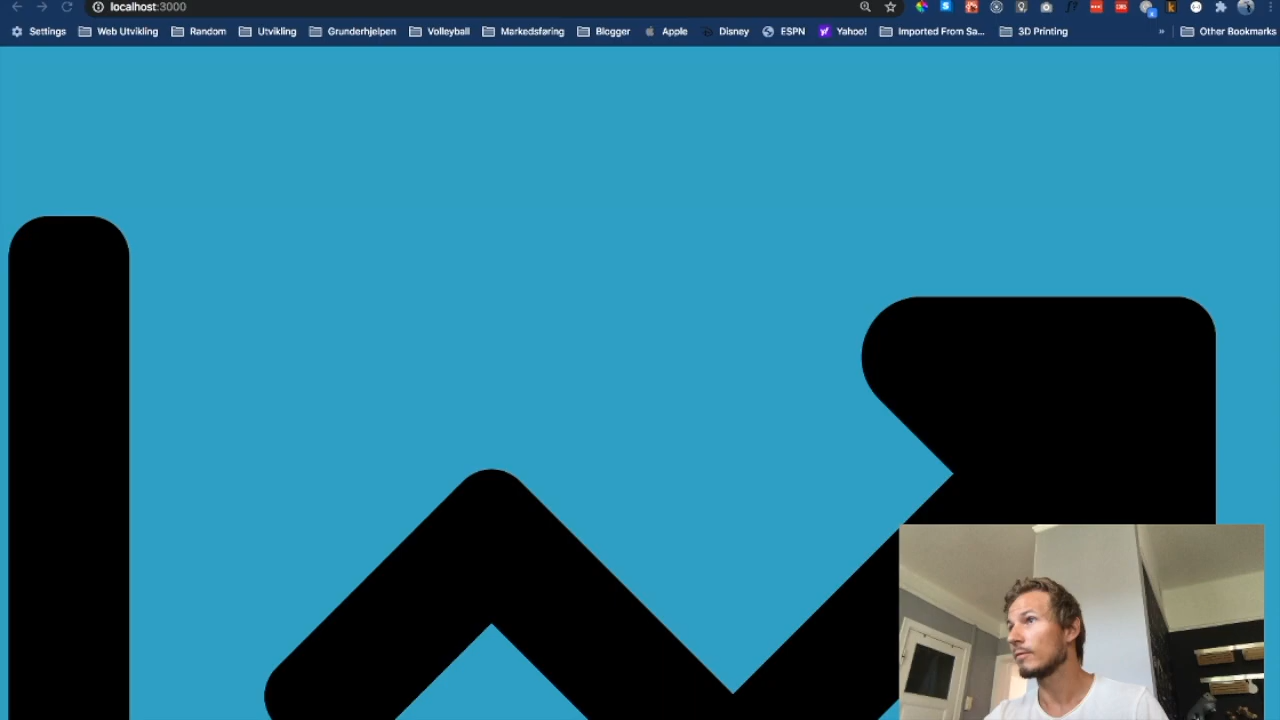 localhost:3000
Settings Web Utvikling Random Utvikling Grunderhjelpen Volleyball Markedsføring Blogger Apple Disney ESPN Yahoo! Imported From Sa... 3D Printing » Other Bookmarks